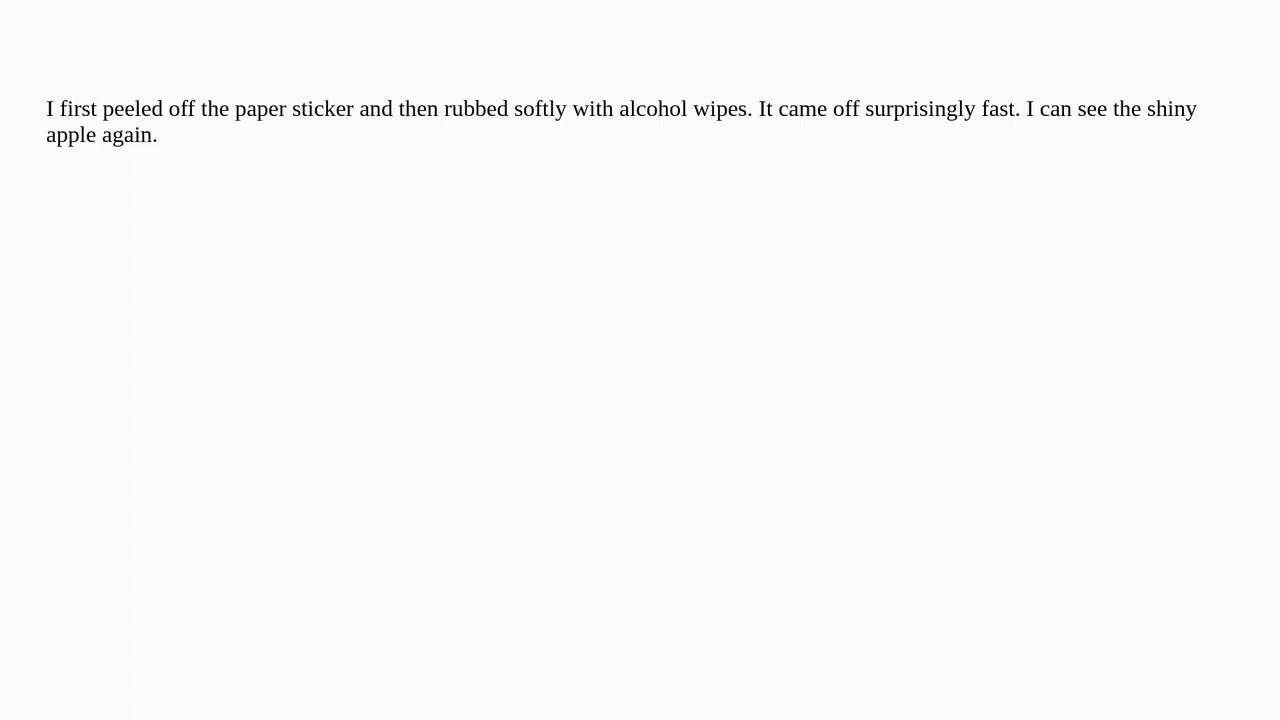 I first peeled off the paper sticker and then rubbed softly with alcohol wipes. It came off surprisingly fast. I can see the shiny
apple again.